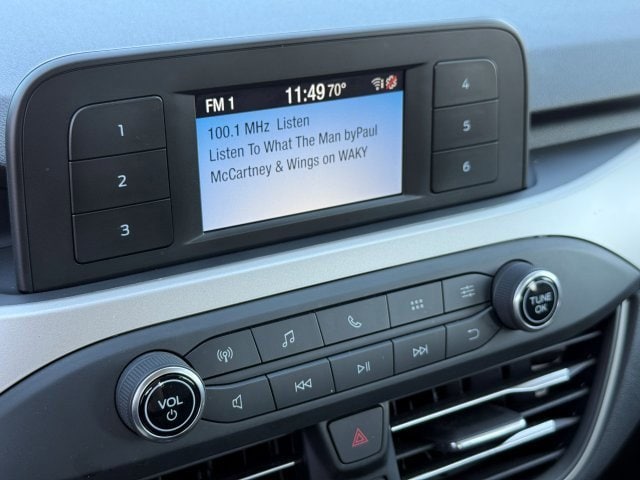 FM 1 11:49 70°
100.1 MHz Listen
Listen To What The Man byPaul
McCartney & Wings on WAKY
1
2
3
4
5
6
VOL
TUNE
OK